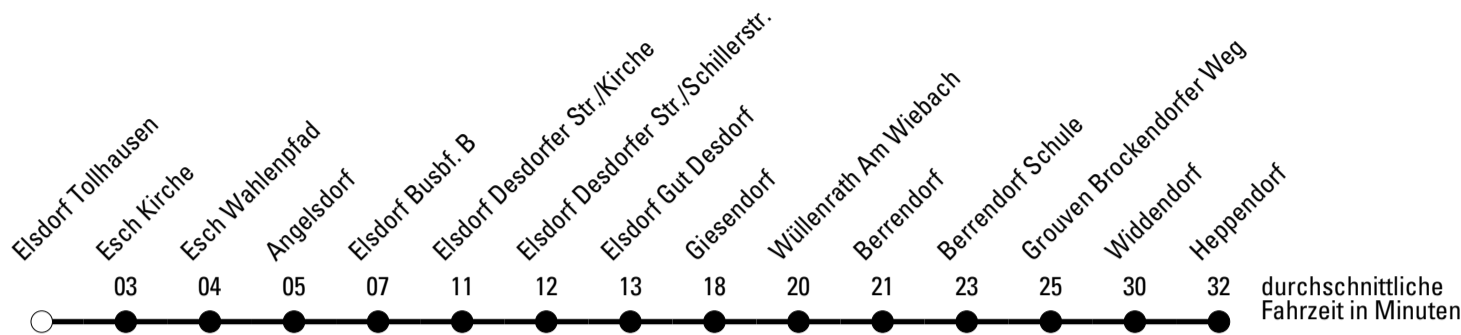 Elsdorf Tollhausen
Esch Kirche
Esch Wahlenpfad
Angelsdorf
Elsdorf Busbf. B
Elsdorf Desdorfer Str./Kirche
Elsdorf Desdorfer Str./Schillerstr.
Elsdorf Gut Desdorf
Giesendorf
Wüllenrath Am Wiebach
Berrendorf
Berrendorf Schule
Grouven Brockendorfer Weg
Widdendorf
Heppendorf
03 04 05 07 11 12 13 18 20 21 23 25 30 32 durchschnittliche
Fahrzeit in Minuten